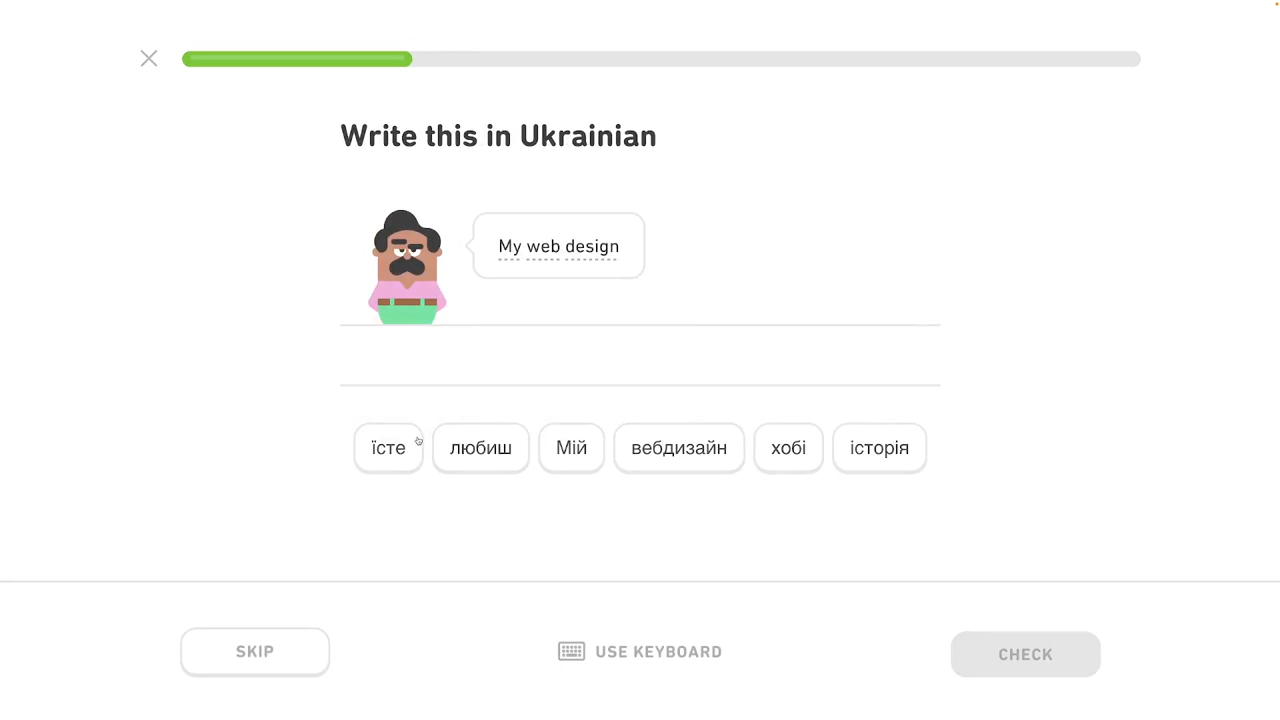 Write this in Ukrainian
My web design
їсте любиш Мій вебдизайн хобі історія
SKIP USE KEYBOARD CHECK